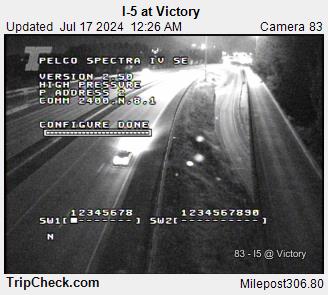 I-5 at Victory
Updated Jul 17 2024 12:26 AM Camera 83
PELCO SPECTRA IV SE
VERSION 2.50
HIGH PRESSURE
P ADDRESS 2
COMM 2400.N.8.1
CONFIGURE DONE
12345678 1234567890
SW1[ ] SW2[ ]
N
83 - I5 @ Victory
TripCheck.com Milepost306.80